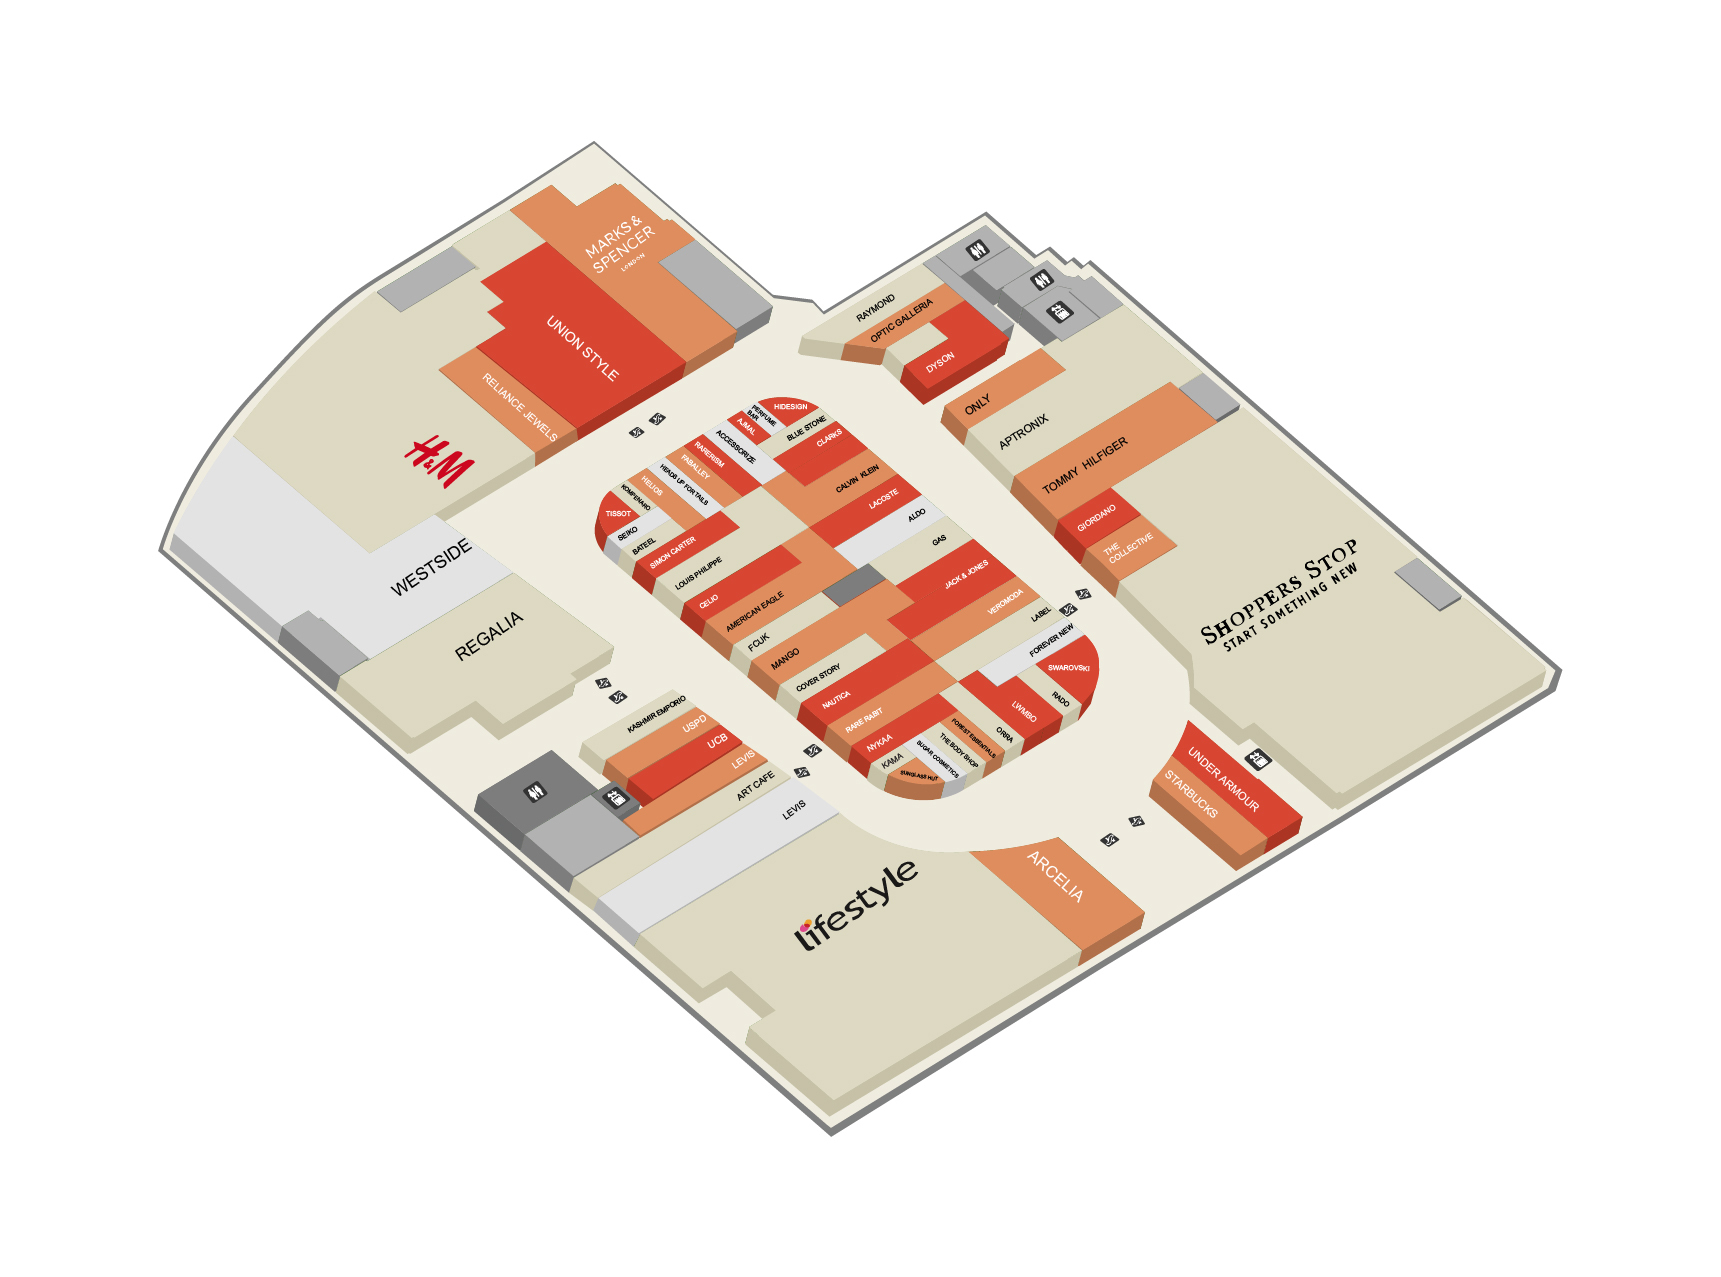 MARKS &
SPENCER
LONDON
UNION STYLE
RELIANCE JEWELS
H&M
WESTSIDE
REGALIA
RAYMOND
OPTIC GALLERIA
DYSON
ONLY
APTRONIX
TOMMY HILFIGER
GIORDANO
THE
COLLECTIVE
SHOPPERS STOP
START SOMETHING NEW
HIDESIGN
PERFUME
BAR
AJMAL
BLUE STONE
ACCESSORIZE
CLARKS
RARERISM
FABALLEY
CALVIN KLEIN
HEADS UP FOR TAILS
HELIOS
LACOSTE
TISSOT
ALDO
SEIKO
BATEEL
GAS
SIMON CARTER
LOUIS PHILIPPE
JACK & JONES
CELIO
AMERICAN EAGLE
VEROMODA
LABEL
FCUK
FOREVER NEW
MANGO
SWAROVSKI
COVER STORY
NAUTICA
RADO
LWMBO
RARE RABIT
ORRA
FOREST ESSENTIALS
NYKAA
THE BODY SHOP
KAMA
SUGAR COSMETICS
SUNGLASS HUT
KASHMIR EMPORIO
USPD
UCB
LEVIS
ART CAFE
LEVIS
UNDER ARMOUR
STARBUCKS
lifestyle
ARCELIA